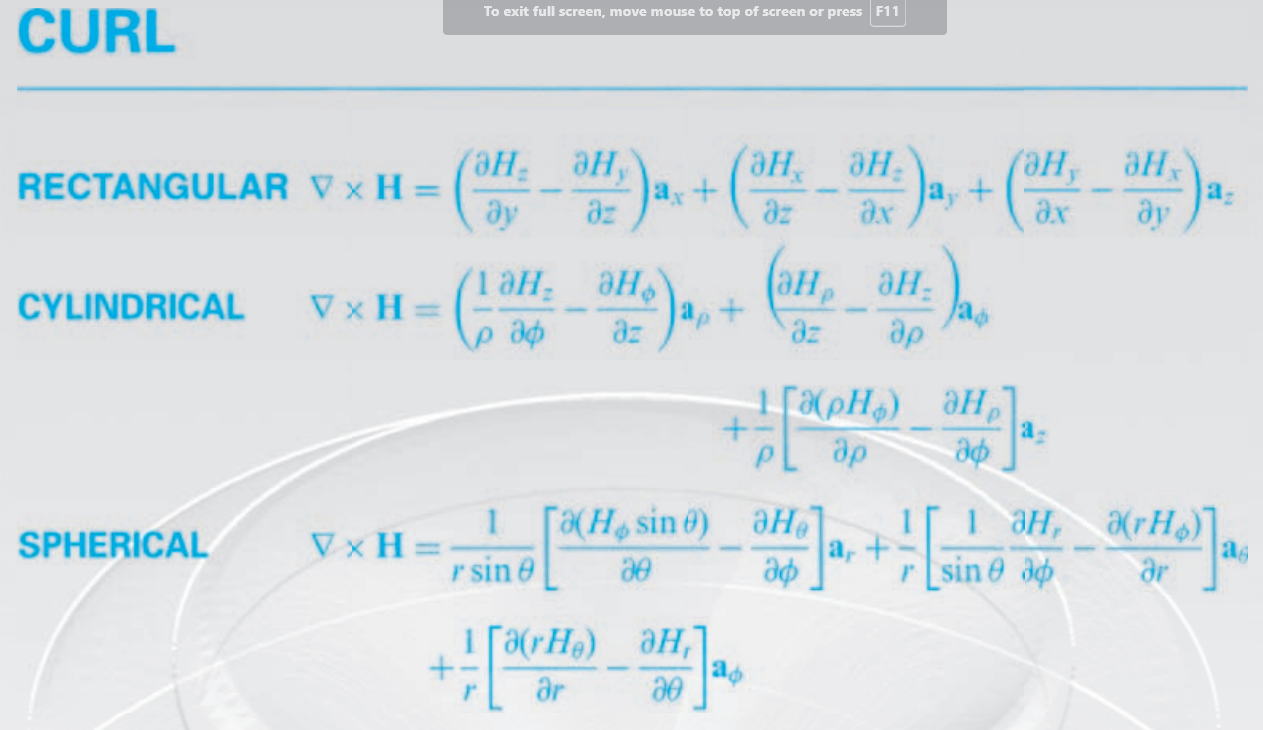 To exit full screen, move mouse to top of screen or press F11
CURL
RECTANGULAR ∇ × H = (∂H_z/∂y − ∂H_y/∂z) a_x + (∂H_x/∂z − ∂H_z/∂x) a_y + (∂H_y/∂x − ∂H_x/∂y) a_z
CYLINDRICAL ∇ × H = (1/ρ ∂H_z/∂ϕ − ∂H_ϕ/∂z) a_ρ + (∂H_ρ/∂z − ∂H_z/∂ρ) a_ϕ
+ 1/ρ [∂(ρH_ϕ)/∂ρ − ∂H_ρ/∂ϕ] a_z
SPHERICAL ∇ × H = 1/(r sin θ) [∂(H_ϕ sin θ)/∂θ − ∂H_θ/∂ϕ] a_r + 1/r [1/(sin θ) ∂H_r/∂ϕ − ∂(rH_ϕ)/∂r] a_θ
+ 1/r [∂(rH_θ)/∂r − ∂H_r/∂θ] a_ϕ